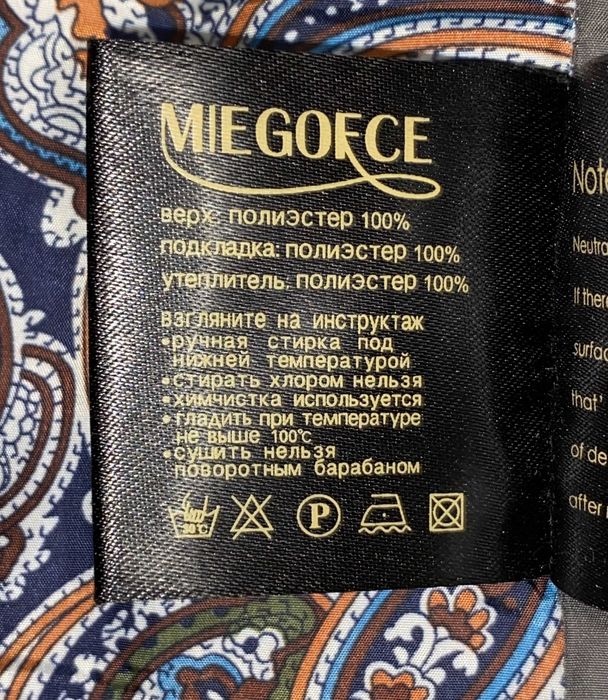 MIEGOFCE
верх: полиэстер 100%
подкладка: полиэстер 100%
утеплитель: полиэстер 100%
взгляните на инструктаж
•ручная стирка под
нижней температурой
•стирать хлором нельзя
•химчистка используется
•гладить при температуре
не выше 100℃
•сушить нельзя
поворотным барабаном
30℃
P
Note
Neutra
If there
surfac
that'
of de
after